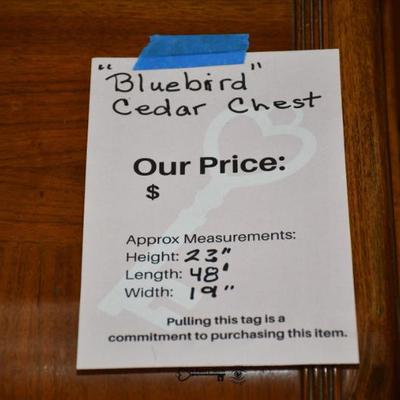 "Bluebird"
Cedar Chest
Our Price:
$
Approx Measurements:
Height: 23"
Length: 48"
Width: 19"
Pulling this tag is a
commitment to purchasing this item.